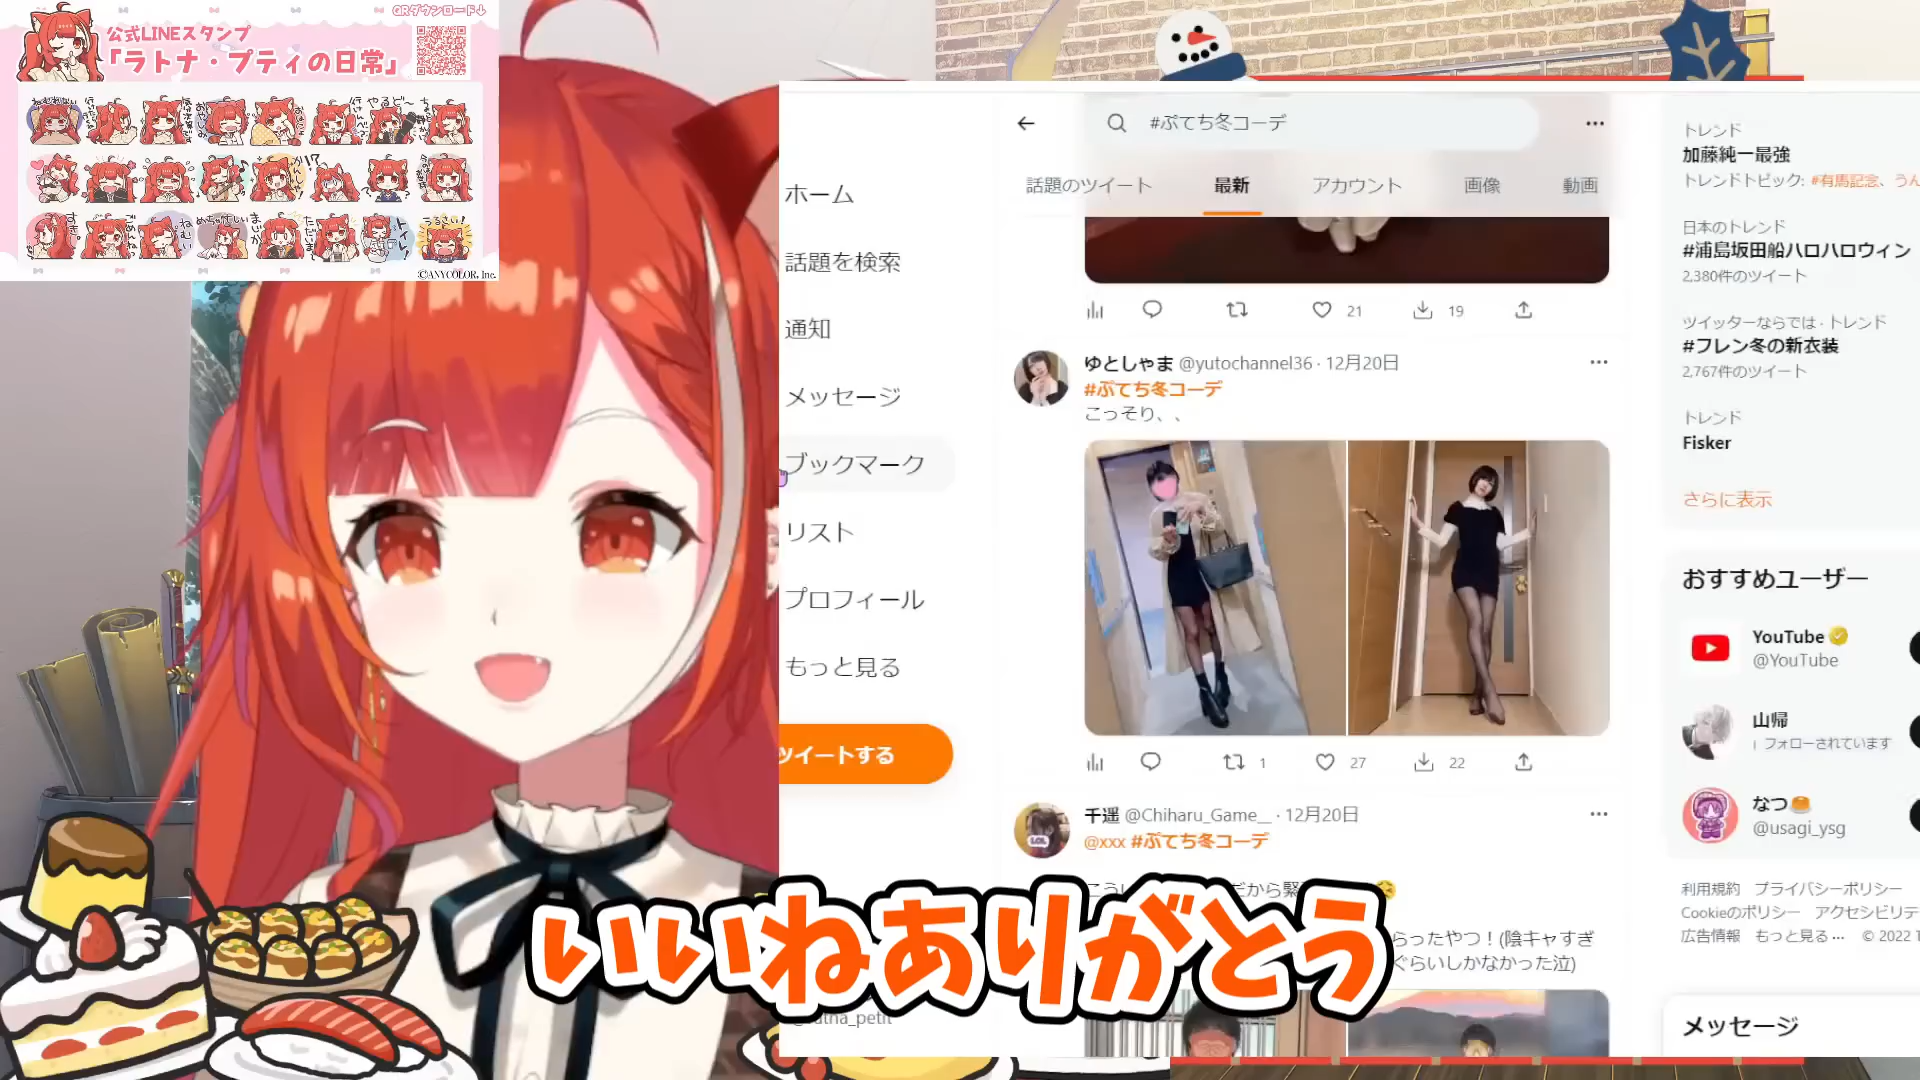 QRダウンロード↓
公式LINEスタンプ
「ラトナ・プティの日常」
©ANYCOLOR, Inc.
#ぷてち冬コーデ
話題のツイート
最新
アカウント
画像
動画
ホーム
話題を検索
通知
メッセージ
ブックマーク
リスト
プロフィール
もっと見る
ツイートする
21
19
ゆとしゃま @yutochannel36 · 12月20日
#ぷてち冬コーデ
こっそり、、
1
27
22
千遥 @Chiharu_Game__ · 12月20日
@xxx #ぷてち冬コーデ
だから緊
らったやつ！(陰キャすぎ
ぐらいしかなかった泣)
いいねありがとう
トレンド
加藤純一最強
トレンドトピック: #有馬記念、うん
日本のトレンド
#浦島坂田船ハロハロウィン
2,380件のツイート
ツイッターならでは · トレンド
#フレン冬の新衣装
2,767件のツイート
トレンド
Fisker
さらに表示
おすすめユーザー
YouTube
@YouTube
山帰
フォローされています
なつ
@usagi_ysg
利用規約 プライバシーポリシー
Cookieのポリシー アクセシビリテ
広告情報 もっと見る ··· © 2022 T
メッセージ